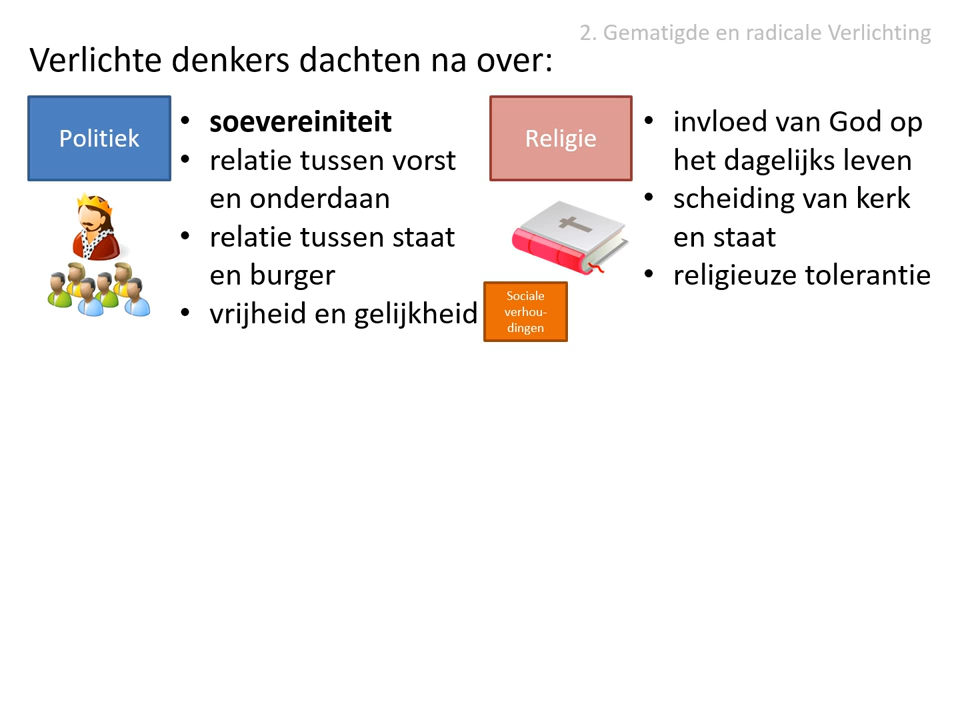 2. Gematigde en radicale Verlichting
Verlichte denkers dachten na over:
Politiek
• soevereiniteit
• relatie tussen vorst
en onderdaan
• relatie tussen staat
en burger
• vrijheid en gelijkheid
Sociale
verhou-
dingen
Religie
• invloed van God op
het dagelijks leven
• scheiding van kerk
en staat
• religieuze tolerantie